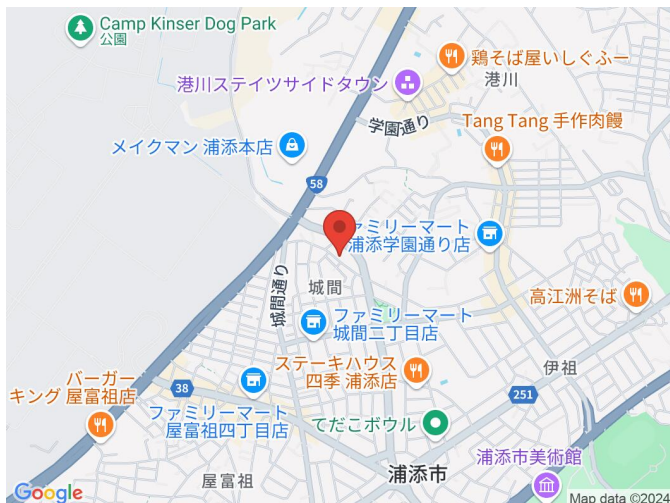 Camp Kinser Dog Park
公園
鶏そば屋いしぐふー
港川
港川ステイツサイドタウン
学園通り
Tang Tang 手作肉饅
メイクマン 浦添本店
58
ファミリーマート
浦添学園通り店
城間通り
城間
高江洲そば
ファミリーマート
城間二丁目店
ステーキハウス
四季 浦添店
伊祖
バーガー
キング 屋富祖店
38
251
ファミリーマート
屋富祖四丁目店
てだこボウル
浦添市美術館
浦添市
屋富祖
Google
Map data ©2024